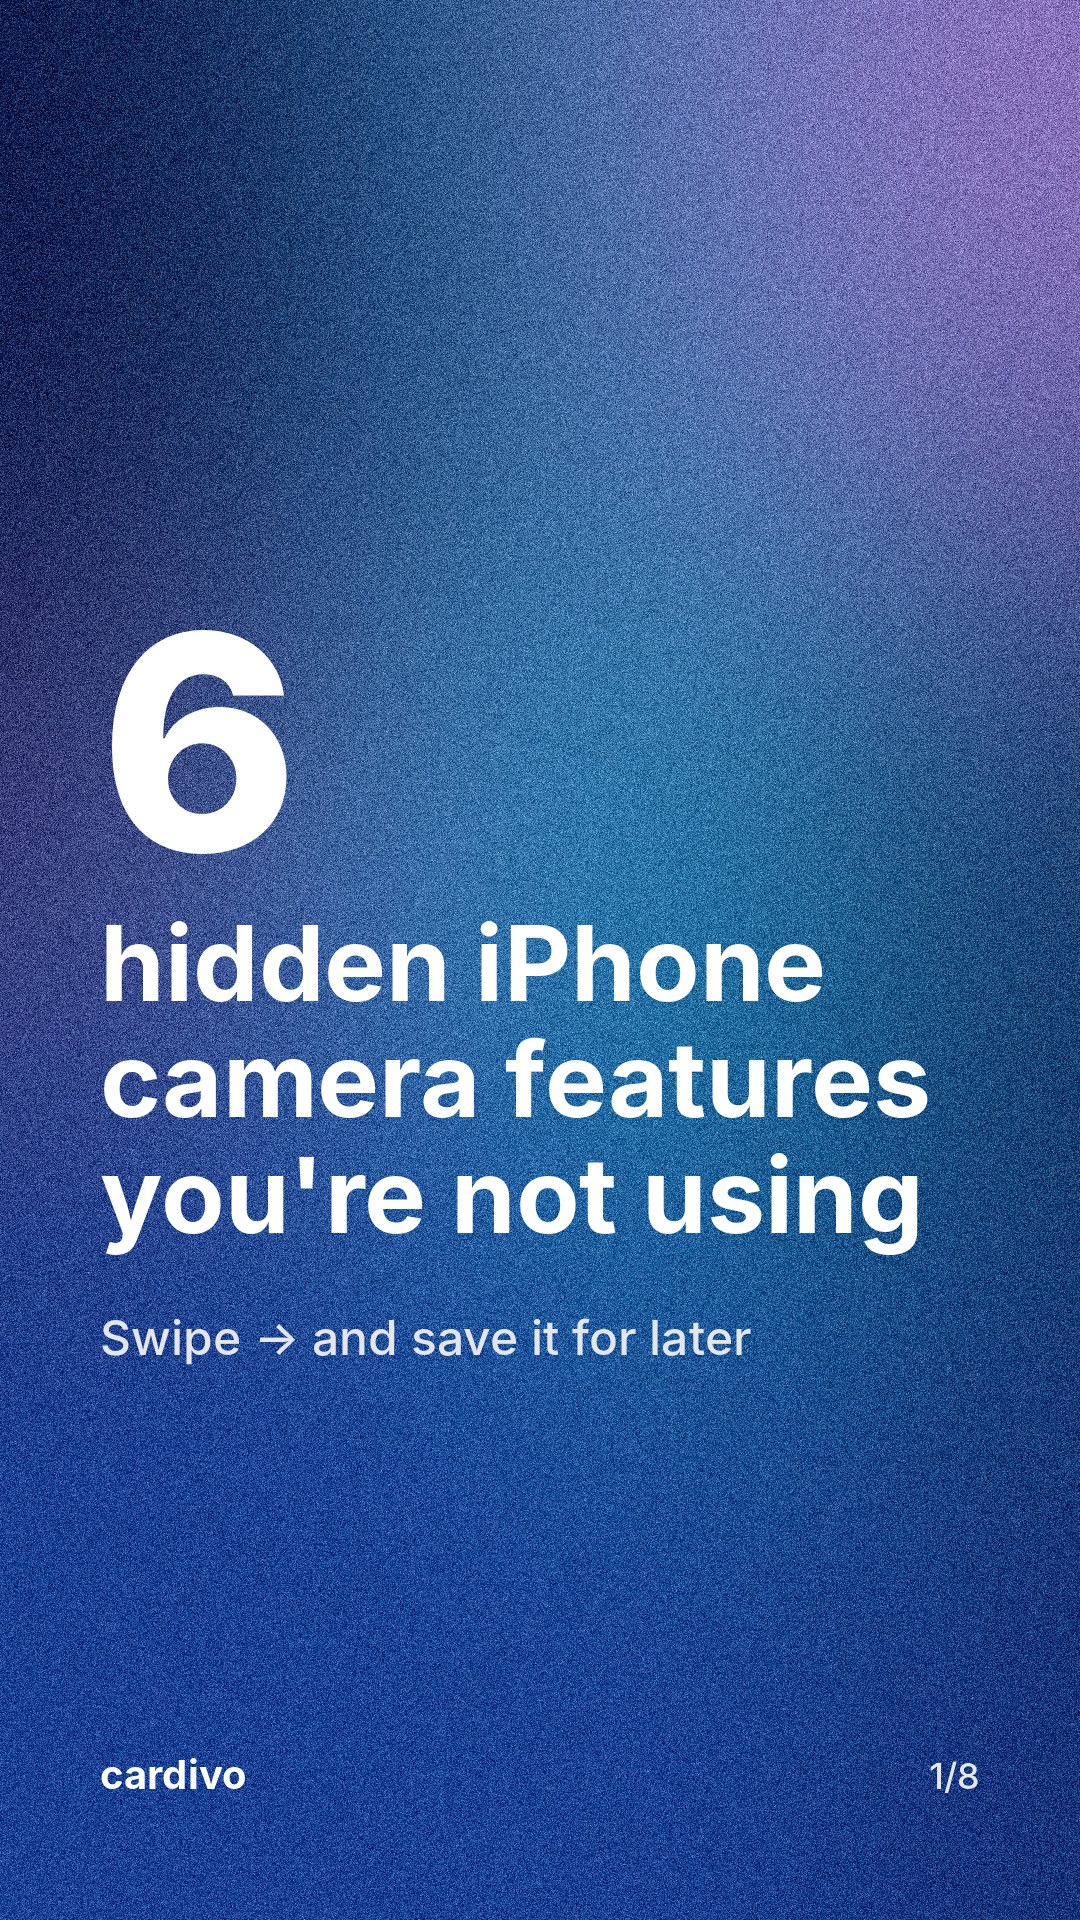 6
hidden iPhone
camera features
you're not using
Swipe → and save it for later
cardivo
1/8